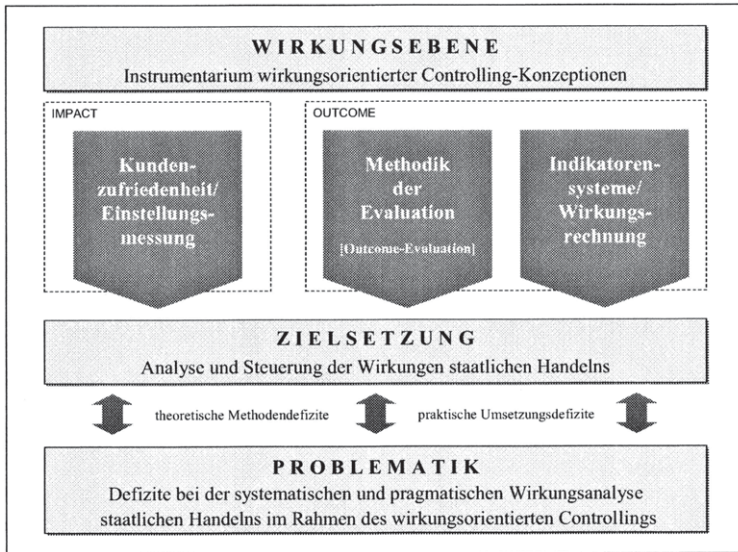 WIRKUNGSEBENE
Instrumentarium wirkungsorientierter Controlling-Konzeptionen
IMPACT
Kunden-
zufriedenheit/
Einstellungs-
messung
OUTCOME
Methodik
der
Evaluation
[Outcome-Evaluation]
Indikatoren-
systeme/
Wirkungs-
rechnung
ZIELSETZUNG
Analyse und Steuerung der Wirkungen staatlichen Handelns
theoretische Methodendefizite
praktische Umsetzungsdefizite
PROBLEMATIK
Defizite bei der systematischen und pragmatischen Wirkungsanalyse
staatlichen Handelns im Rahmen des wirkungsorientierten Controllings